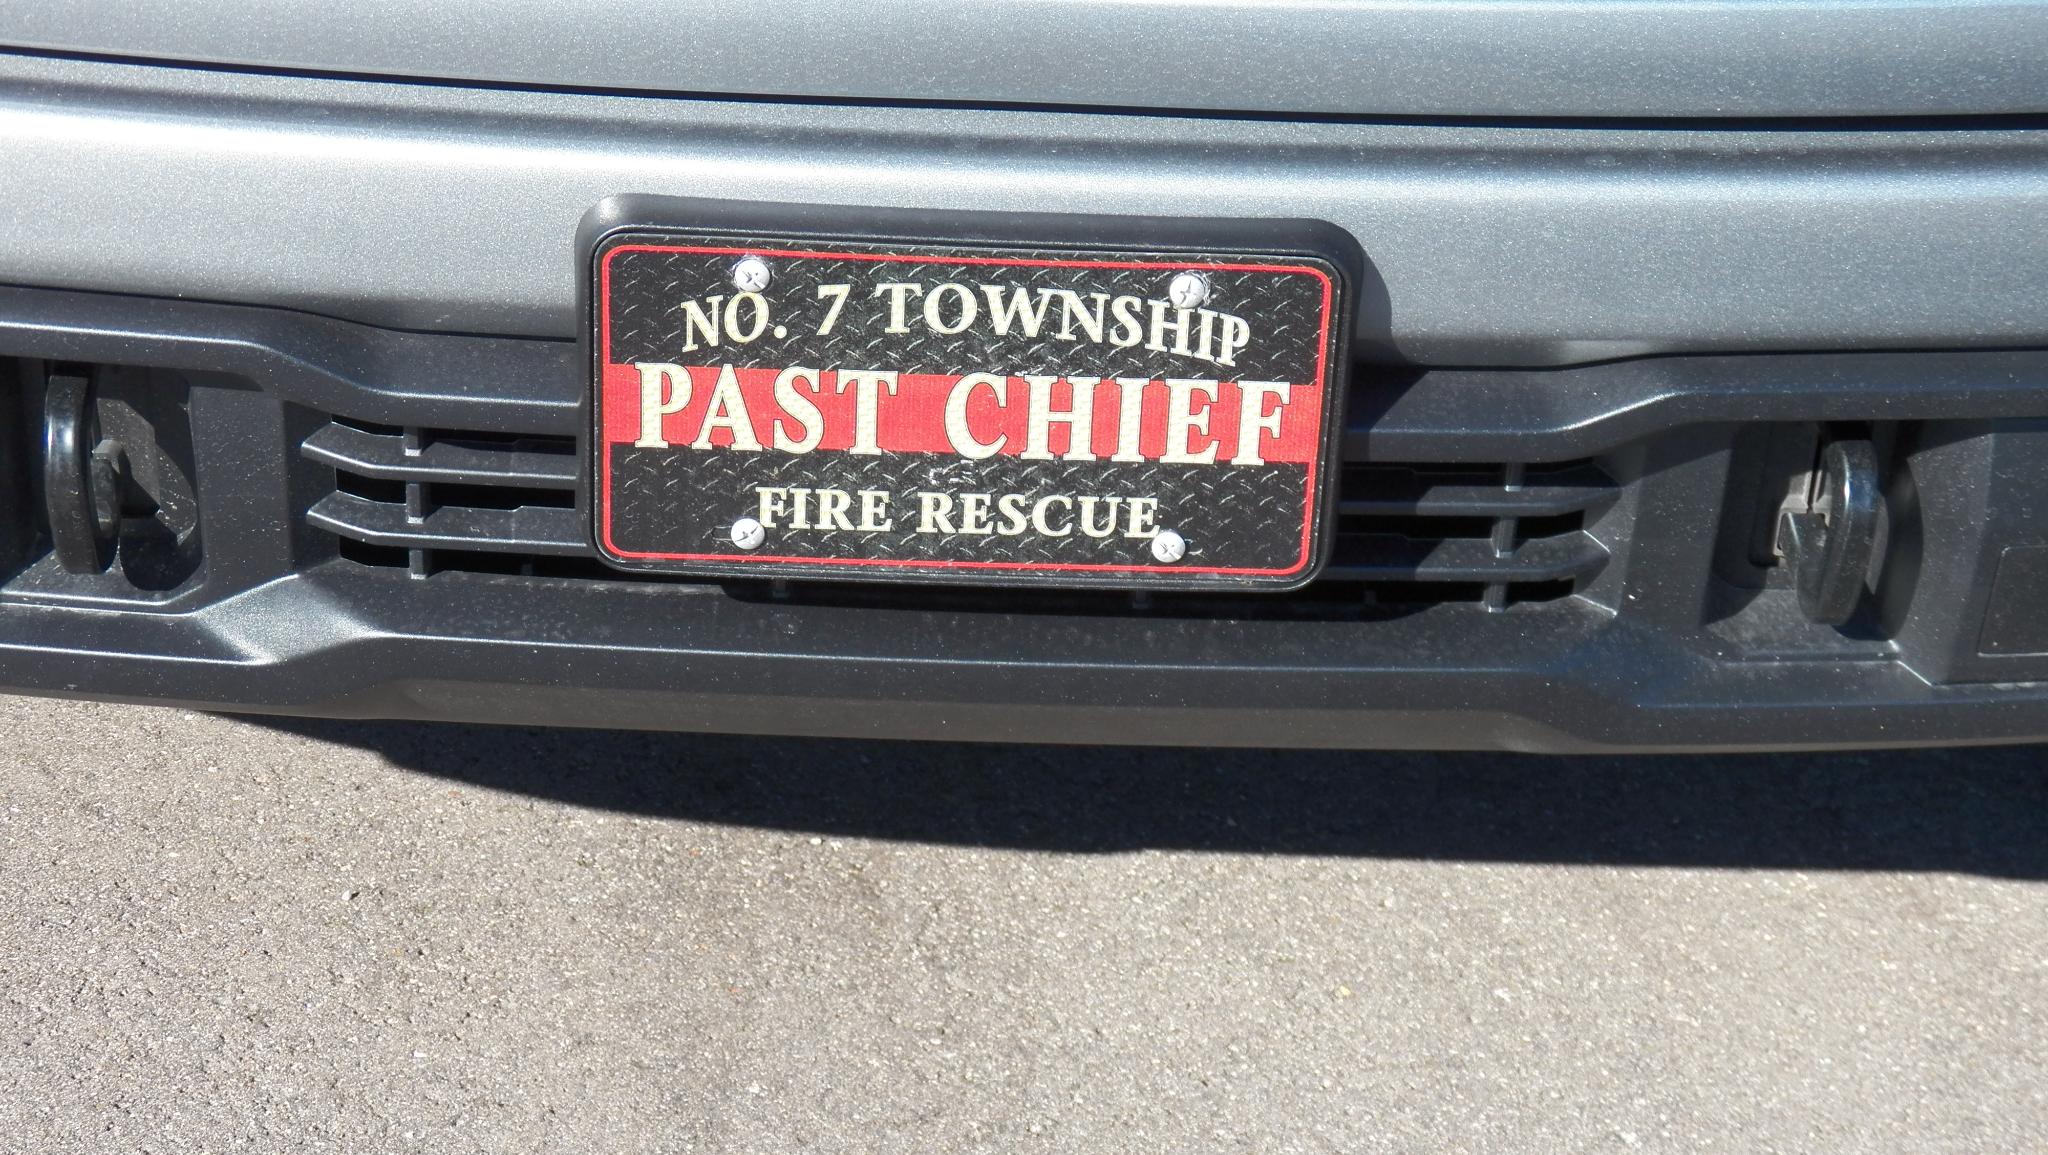 NO. 7 TOWNSHIP
PAST CHIEF
FIRE RESCUE